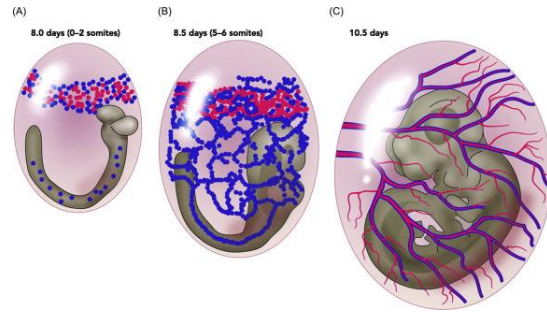 (A)
8.0 days (0–2 somites)
(B)
8.5 days (5–6 somites)
(C)
10.5 days